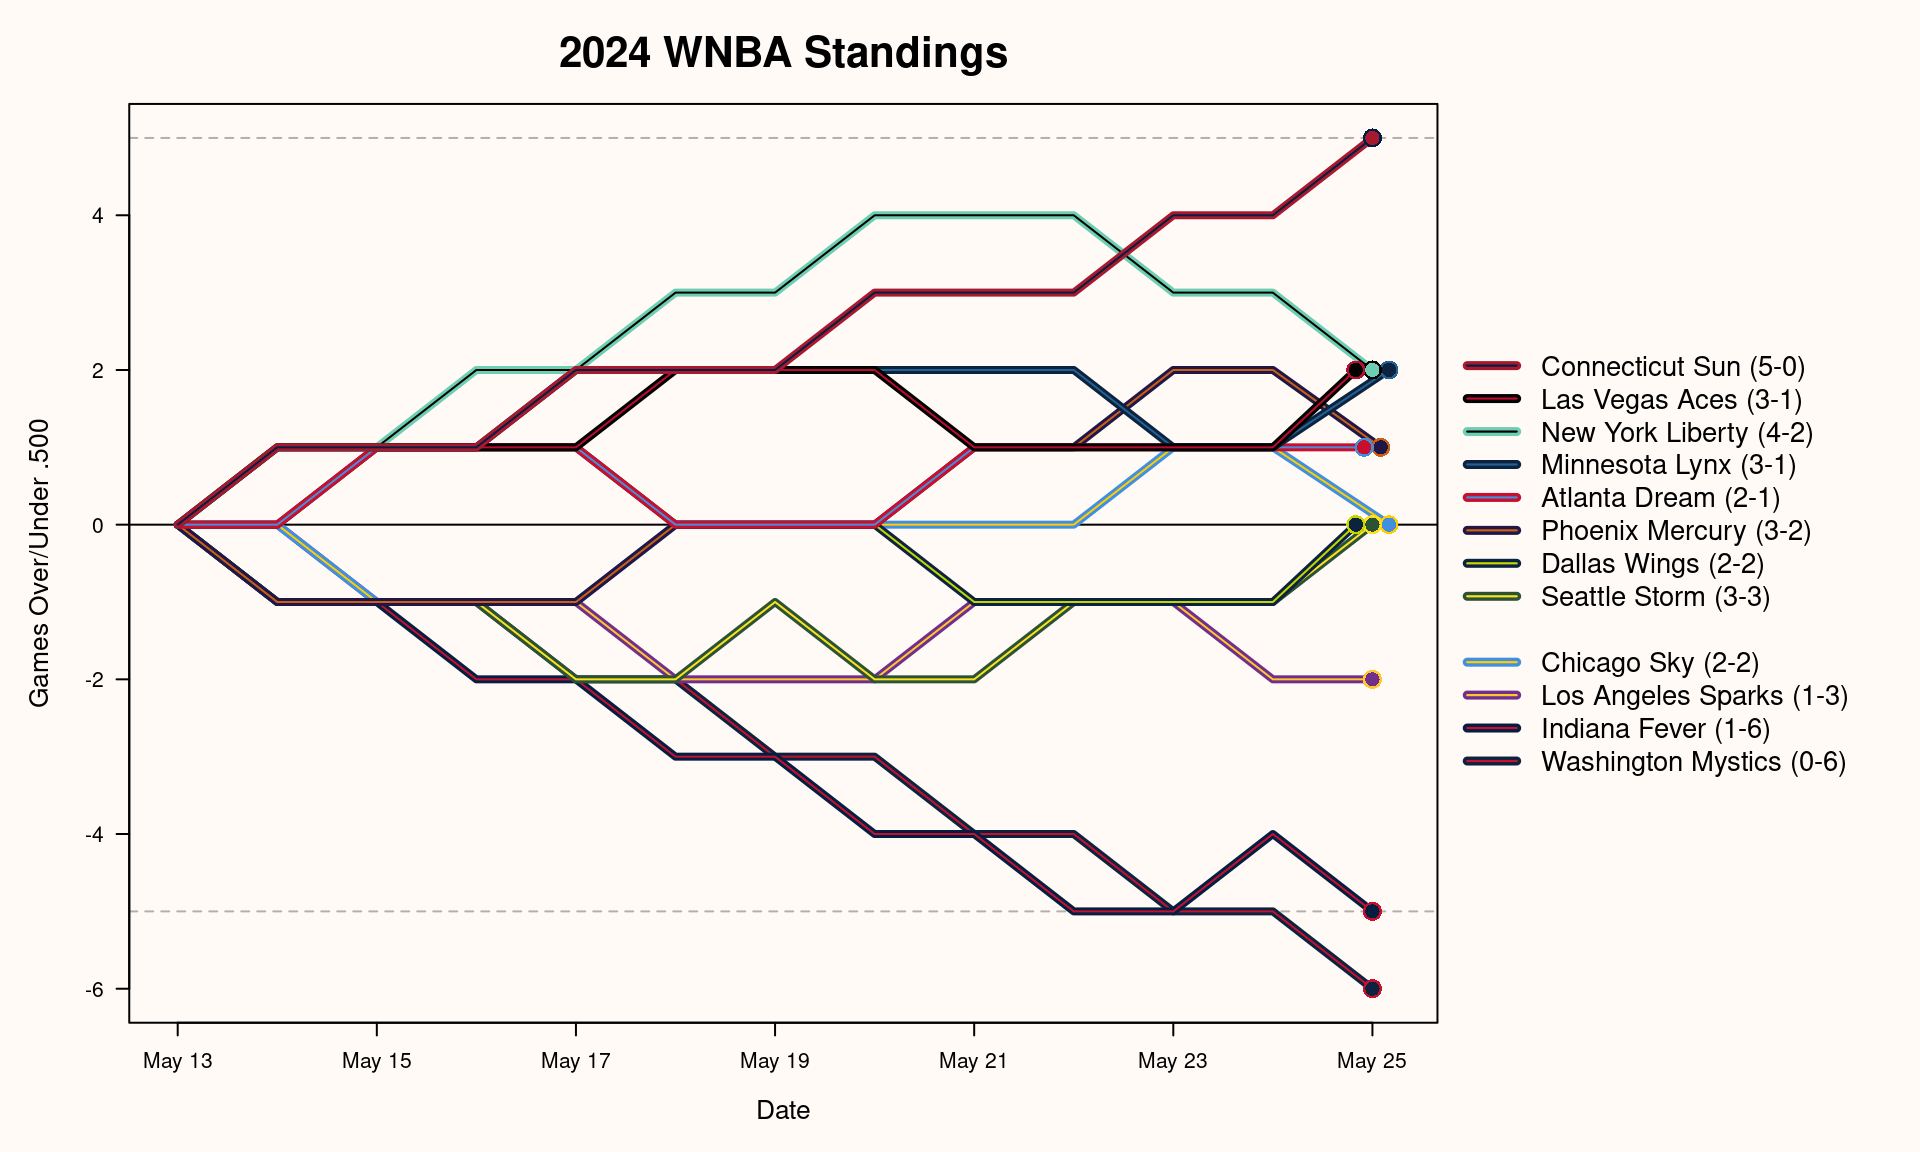 2024 WNBA Standings
Games Over/Under .500
4
2
0
-2
-4
-6
May 13
May 15
May 17
May 19
May 21
May 23
May 25
Date
Connecticut Sun (5-0)
Las Vegas Aces (3-1)
New York Liberty (4-2)
Minnesota Lynx (3-1)
Atlanta Dream (2-1)
Phoenix Mercury (3-2)
Dallas Wings (2-2)
Seattle Storm (3-3)
Chicago Sky (2-2)
Los Angeles Sparks (1-3)
Indiana Fever (1-6)
Washington Mystics (0-6)